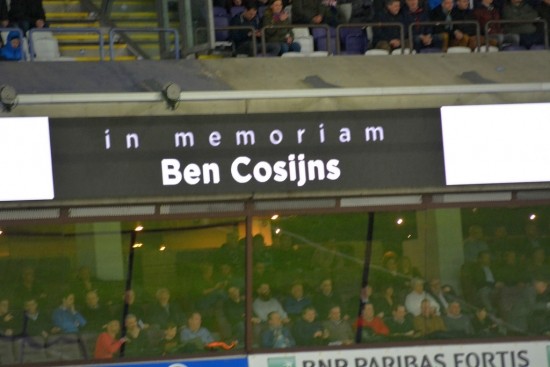 in memoriam
Ben Cosijns
BNP PARIBAS FORTIS